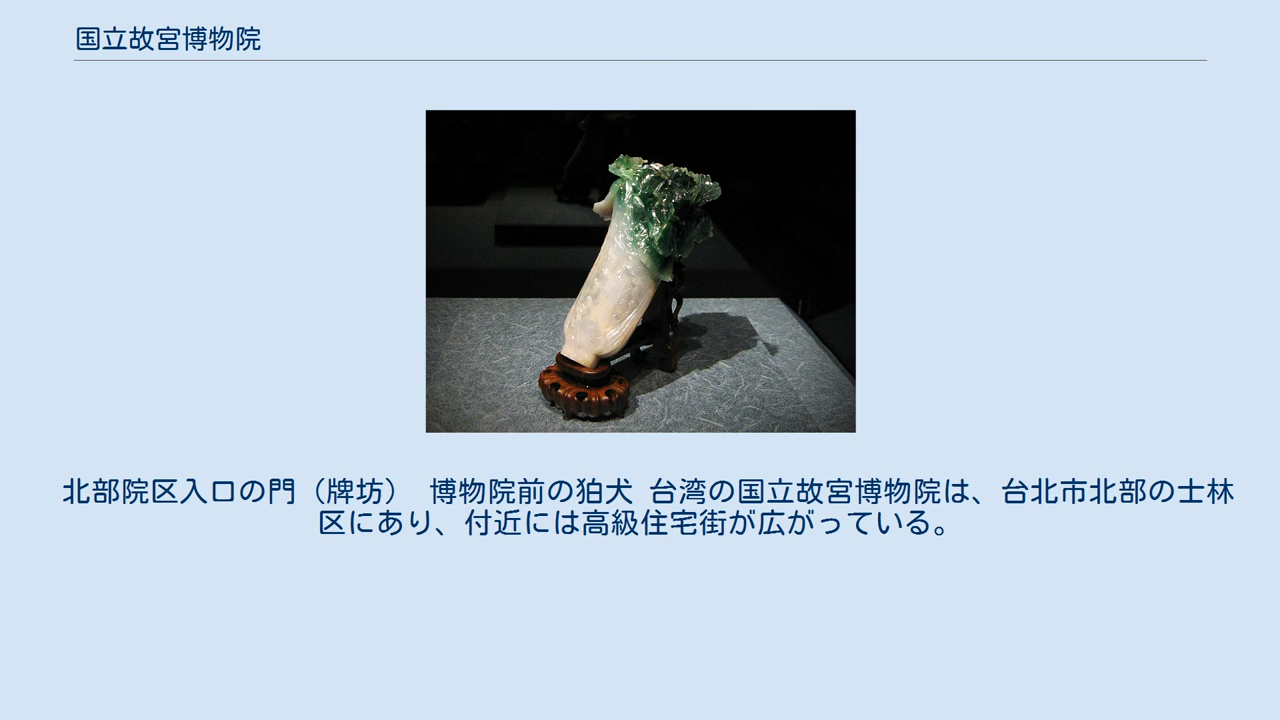 国立故宮博物院
北部院区入口の門（牌坊） 博物院前の狛犬 台湾の国立故宮博物院は、台北市北部の士林
区にあり、付近には高級住宅街が広がっている。